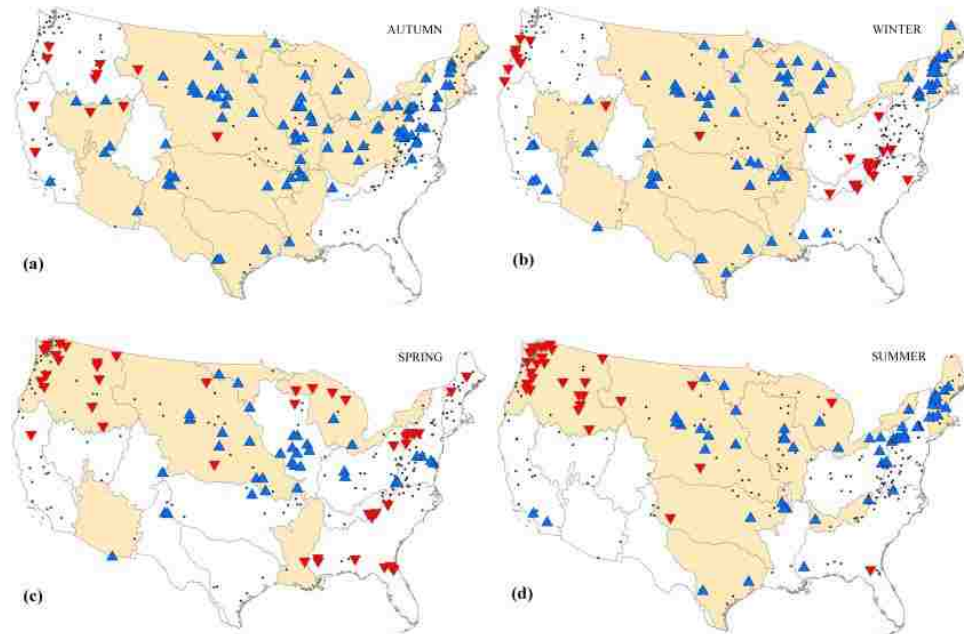 AUTUMN
WINTER
(a)
(b)
SPRING
SUMMER
(c)
(d)